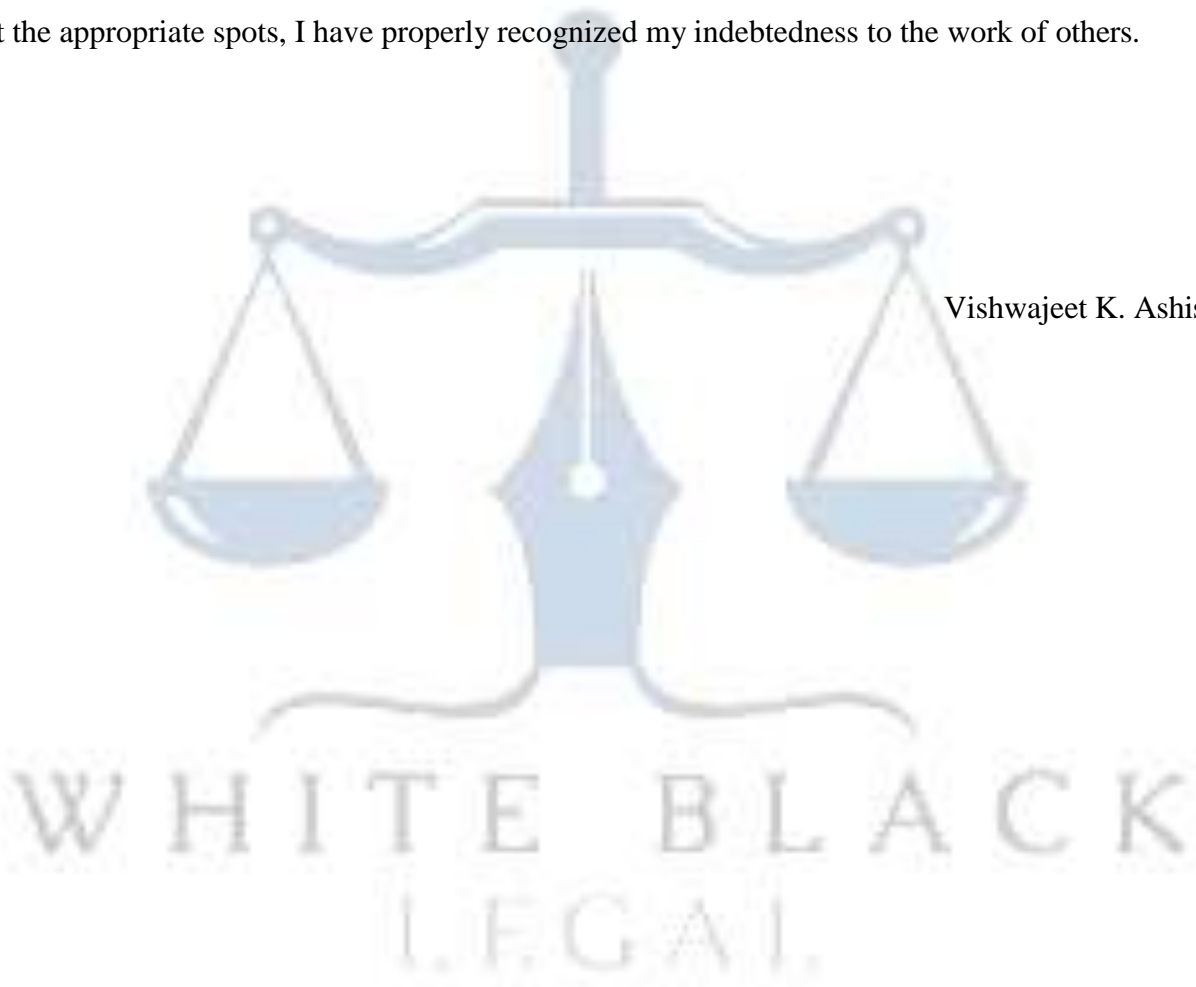 t the appropriate spots, I have properly recognized my indebtedness to the work of others.
Vishwajeet K. Ashis
WHITE BLACK
LEGAL